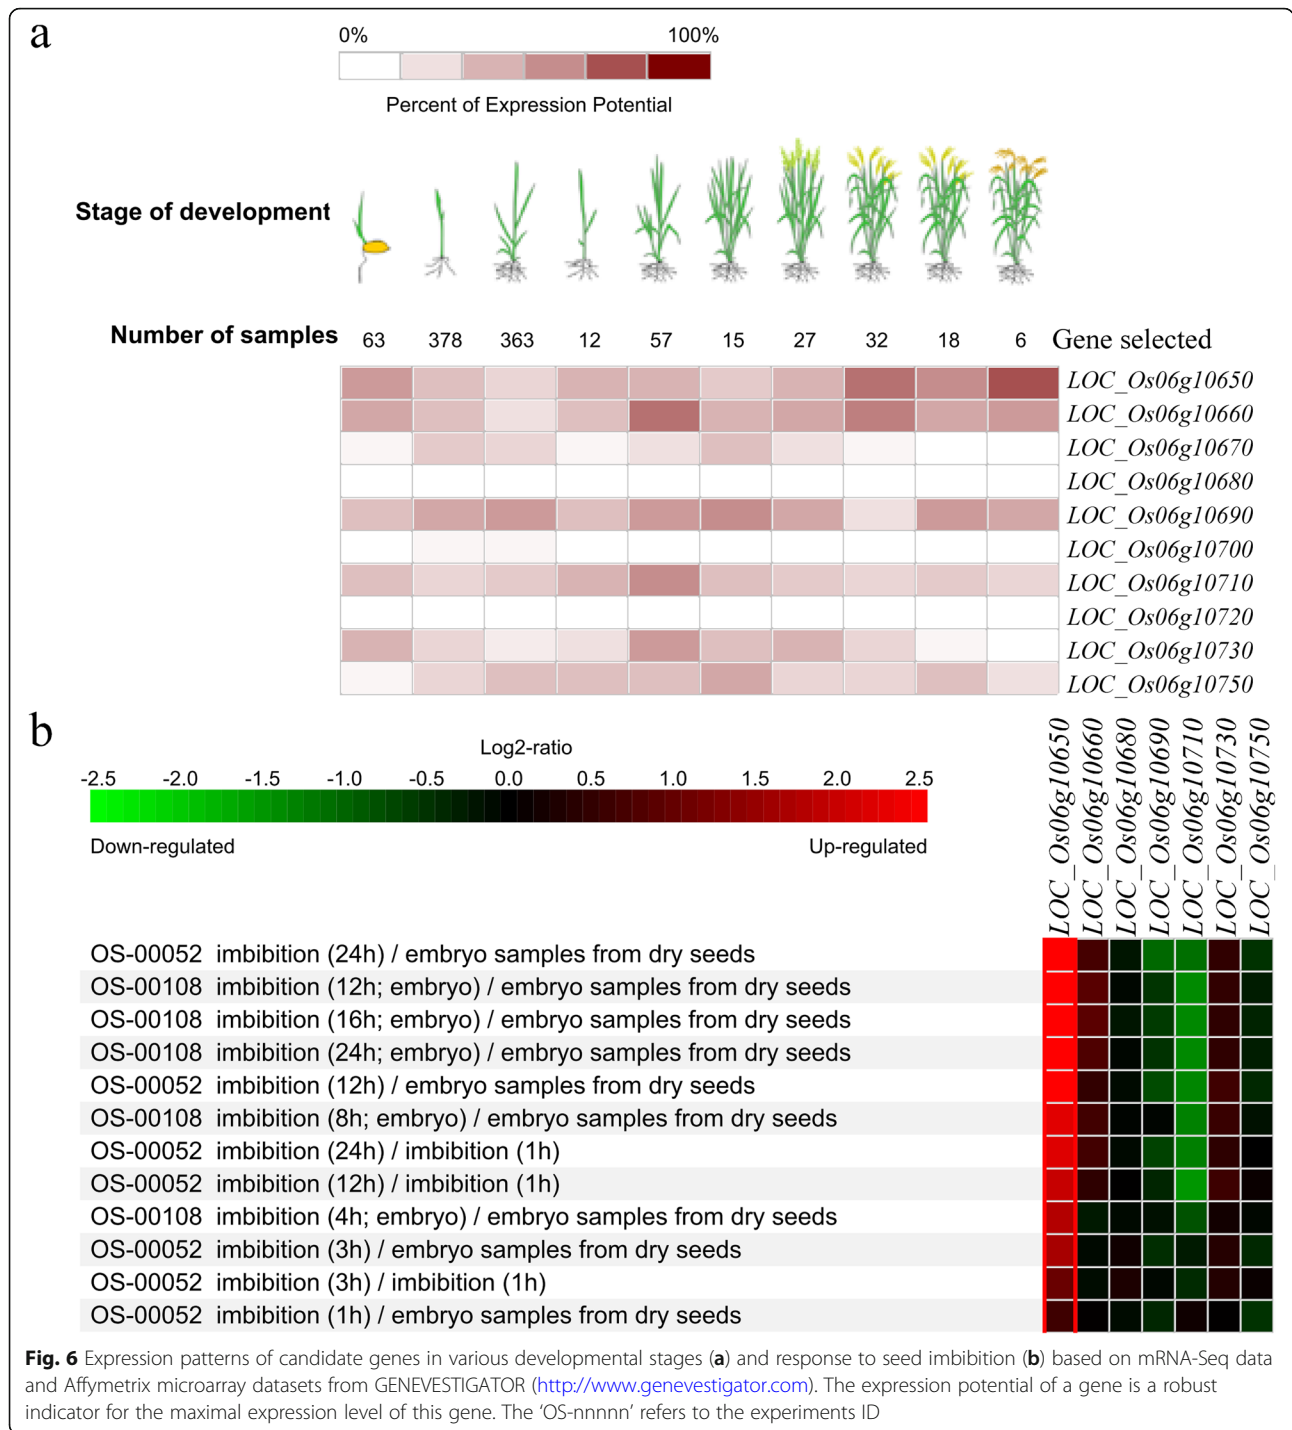 a
0% 100%
Percent of Expression Potential
Stage of development
Number of samples 63 378 363 12 57 15 27 32 18 6 Gene selected
LOC_Os06g10650
LOC_Os06g10660
LOC_Os06g10670
LOC_Os06g10680
LOC_Os06g10690
LOC_Os06g10700
LOC_Os06g10710
LOC_Os06g10720
LOC_Os06g10730
LOC_Os06g10750
b
Log2-ratio
-2.5 -2.0 -1.5 -1.0 -0.5 0.0 0.5 1.0 1.5 2.0 2.5
Down-regulated Up-regulated
LOC_Os06g10650
LOC_Os06g10660
LOC_Os06g10680
LOC_Os06g10690
LOC_Os06g10710
LOC_Os06g10730
LOC_Os06g10750
OS-00052 imbibition (24h) / embryo samples from dry seeds
OS-00108 imbibition (12h; embryo) / embryo samples from dry seeds
OS-00108 imbibition (16h; embryo) / embryo samples from dry seeds
OS-00108 imbibition (24h; embryo) / embryo samples from dry seeds
OS-00052 imbibition (12h) / embryo samples from dry seeds
OS-00108 imbibition (8h; embryo) / embryo samples from dry seeds
OS-00052 imbibition (24h) / imbibition (1h)
OS-00052 imbibition (12h) / imbibition (1h)
OS-00108 imbibition (4h; embryo) / embryo samples from dry seeds
OS-00052 imbibition (3h) / embryo samples from dry seeds
OS-00052 imbibition (3h) / imbibition (1h)
OS-00052 imbibition (1h) / embryo samples from dry seeds
Fig. 6 Expression patterns of candidate genes in various developmental stages (a) and response to seed imbibition (b) based on mRNA-Seq data
and Affymetrix microarray datasets from GENEVESTIGATOR (http://www.genevestigator.com). The expression potential of a gene is a robust
indicator for the maximal expression level of this gene. The 'OS-nnnnn' refers to the experiments ID